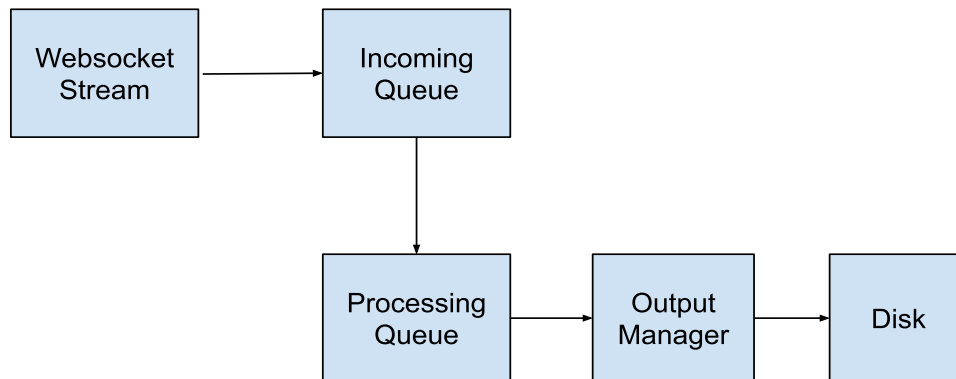 Websocket
Stream
Incoming
Queue
Processing
Queue
Output
Manager
Disk